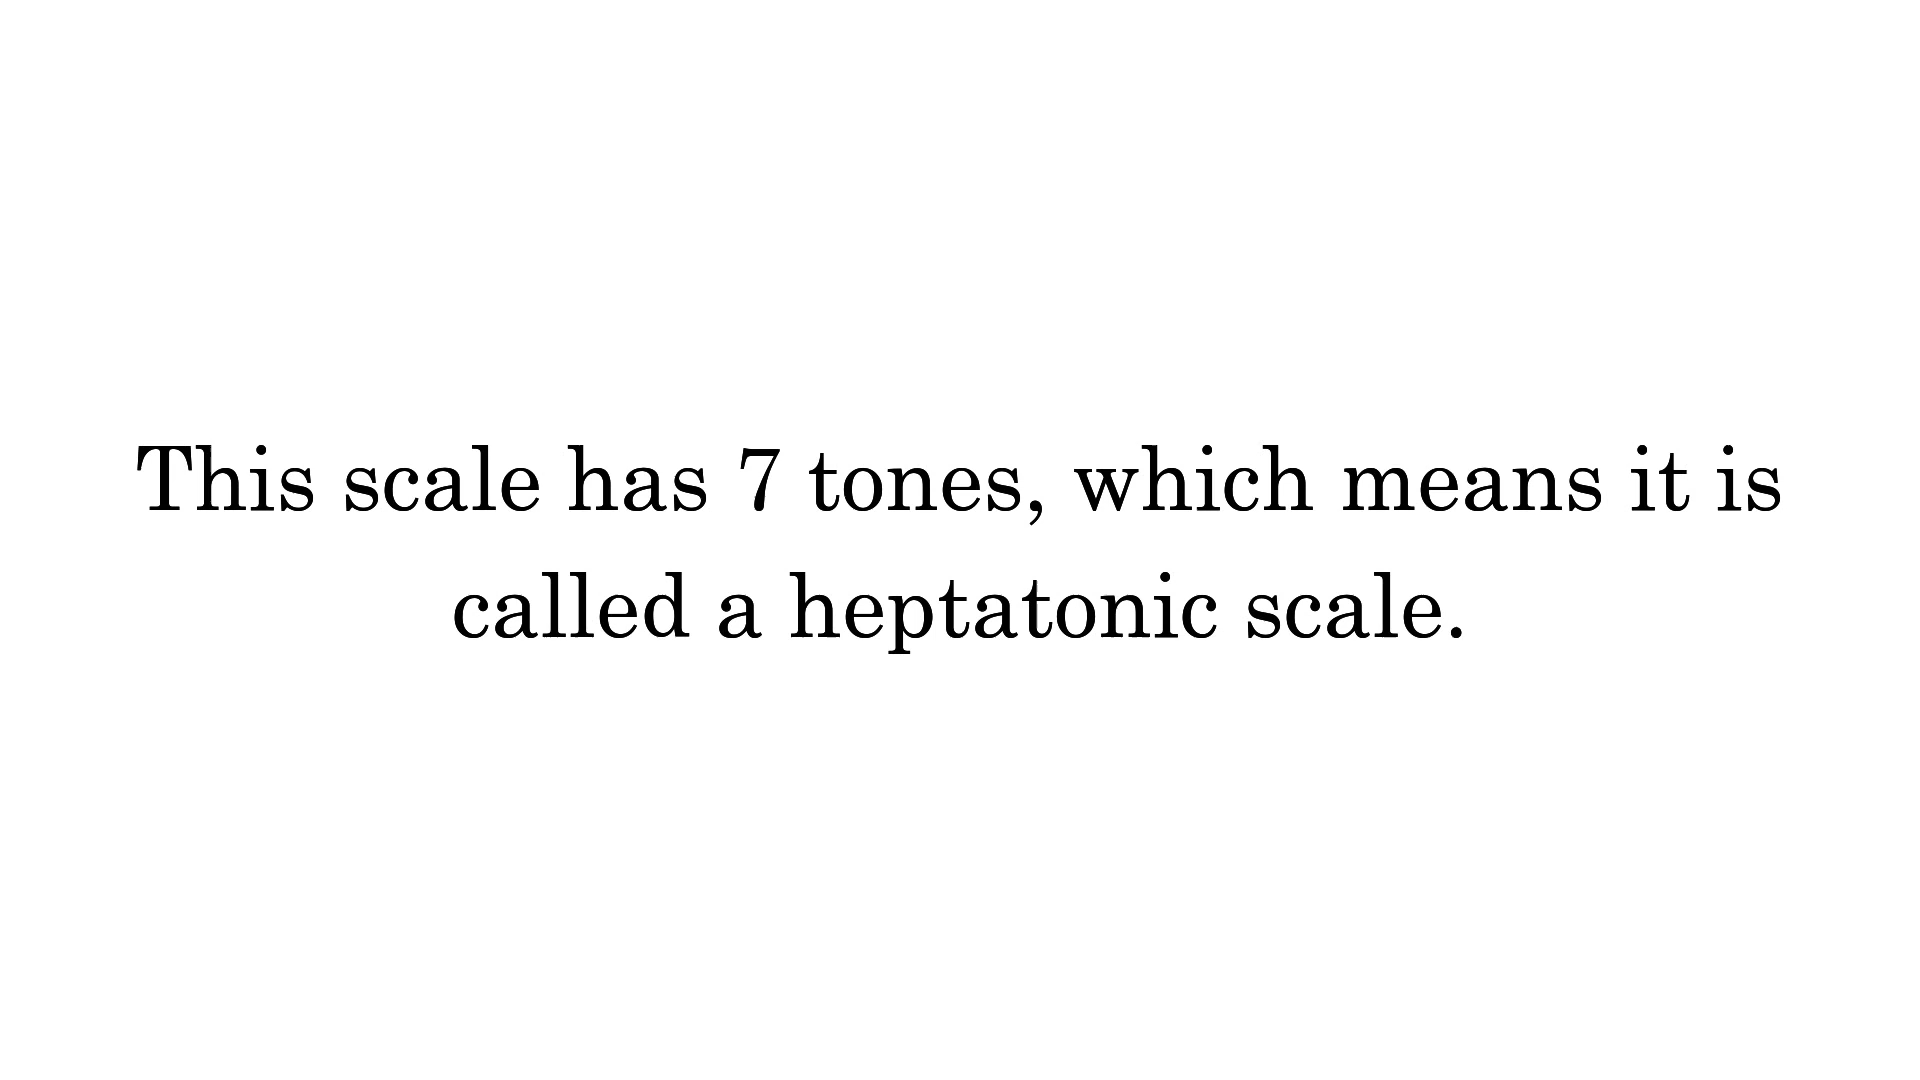 This scale has 7 tones, which means it is
called a heptatonic scale.